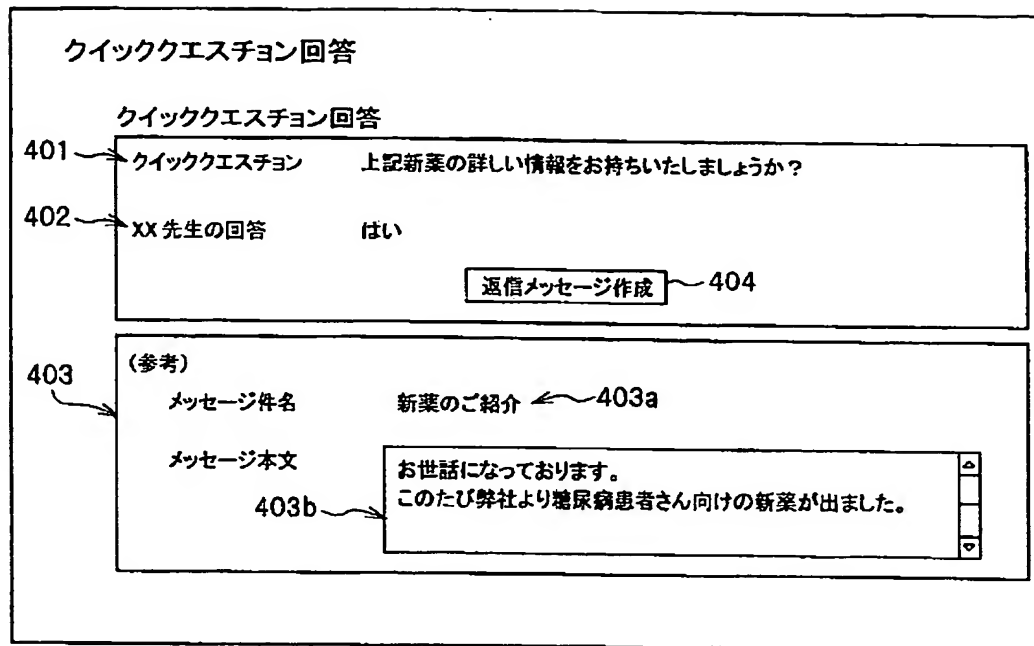 クイッククエスチョン回答
クイッククエスチョン回答
401 クイッククエスチョン 上記新薬の詳しい情報をお持ちいたしましょうか?
402 XX 先生の回答 はい
返信メッセージ作成 404
(参考)
403
メッセージ件名 新薬のご紹介 403a
メッセージ本文 お世話になっております。
403b このたび弊社より糖尿病患者さん向けの新薬が出ました。